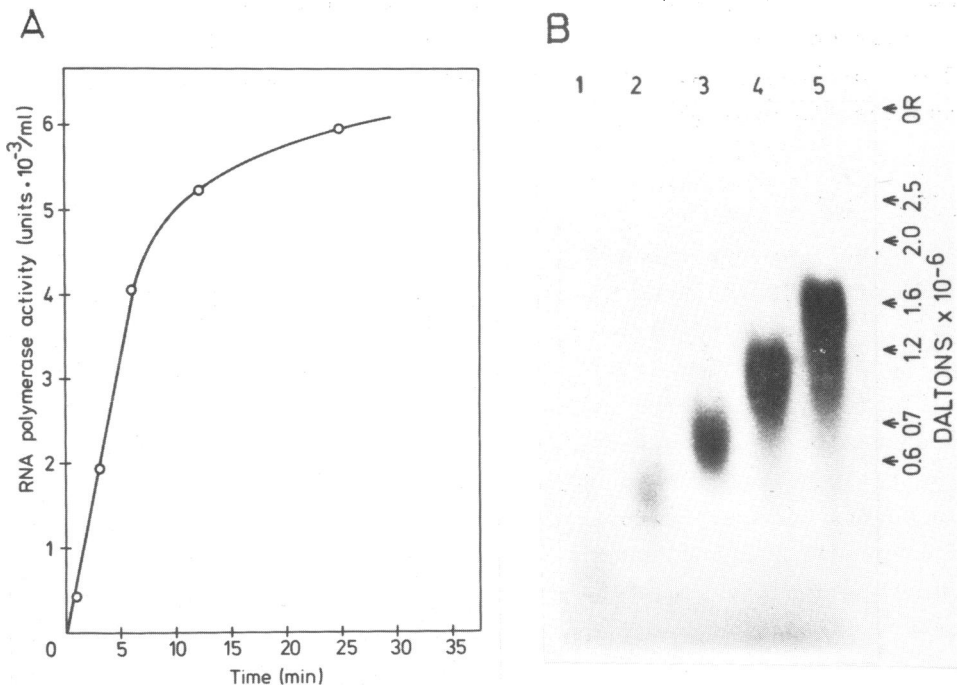 A
RNA polymerase activity (units · 10⁻³/ml)
6
5
4
3
2
1
0
0 5 10 15 20 25 30 35
Time (min)
B
1 2 3 4 5
OR
2.5
2.0
1.6
1.2
0.7
0.6
DALTONS x 10-6